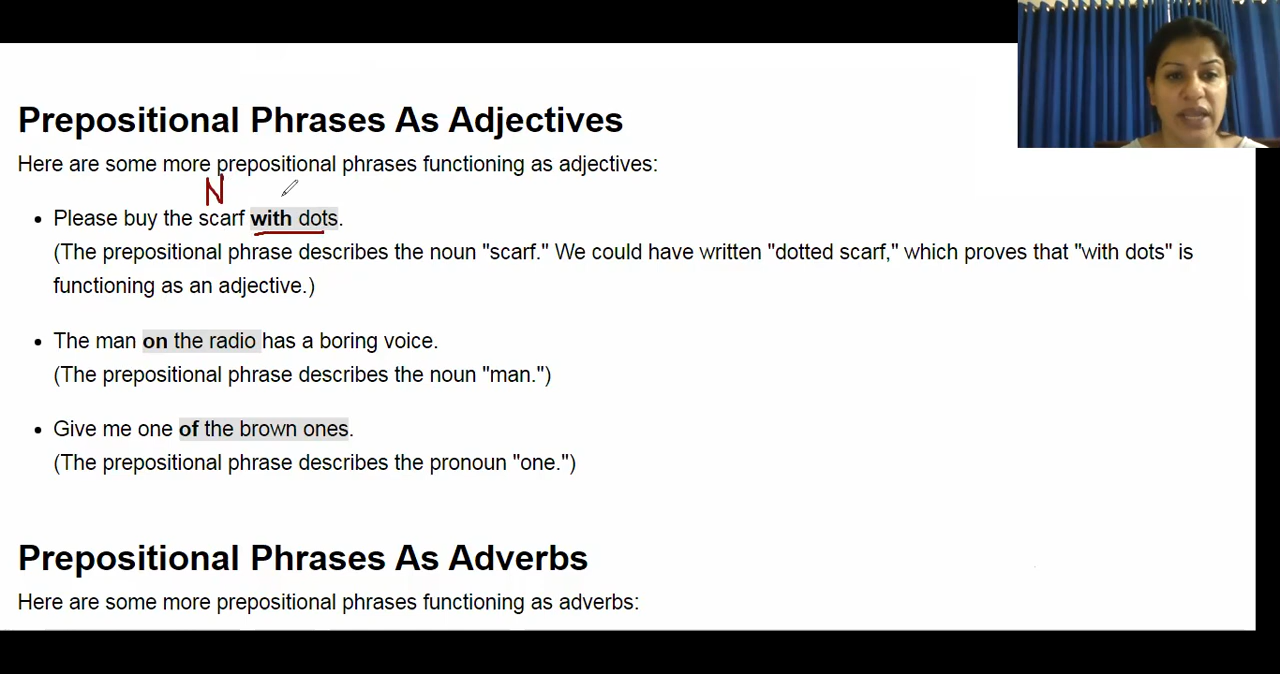 Prepositional Phrases As Adjectives
Here are some more prepositional phrases functioning as adjectives:
N
• Please buy the scarf with dots.
(The prepositional phrase describes the noun "scarf." We could have written "dotted scarf," which proves that "with dots" is
functioning as an adjective.)
• The man on the radio has a boring voice.
(The prepositional phrase describes the noun "man.")
• Give me one of the brown ones.
(The prepositional phrase describes the pronoun "one.")
Prepositional Phrases As Adverbs
Here are some more prepositional phrases functioning as adverbs: